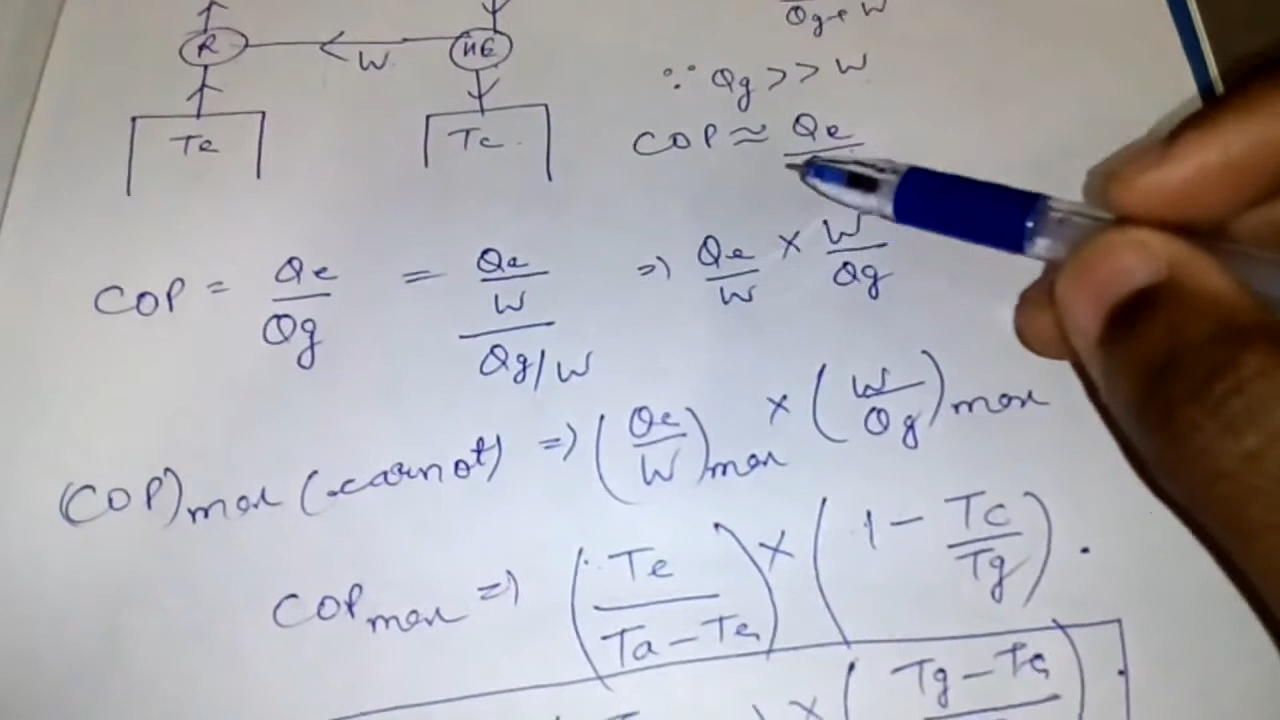 Qg+W
R
W
HE
∵ Qg >> W
Te
Tc
COP ≈ Qe
COP = Qe/Qg = (Qe/W)/(Qg/W) => Qe/W × W/Qg
(COP)max (carnot) => (Qe/W)max × (W/Qg)max
COPmax => (Te/(Ta-Te)) × (1 - Tc/Tg).
× (Tg-Tc